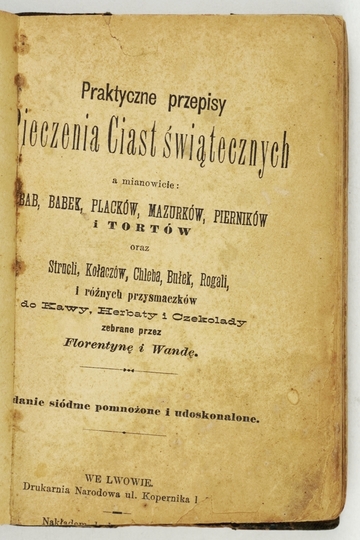 Praktyczne przepisy
Pieczenia Ciast świątecznych
a mianowicie:
BAB, BABEK, PLACKÓW, MAZURKÓW, PIERNIKÓW
i TORTÓW
oraz
Strucli, Kołaczów, Chleba, Bułek, Rogali,
i różnych przysmaczków
do Kawy, Herbaty i Czekolady
zebrane przez
Florentynę i Wandę.
danie siódme pomnożone i udoskonalone.
WE LWOWIE.
Drukarnia Narodowa ul. Kopernika 1